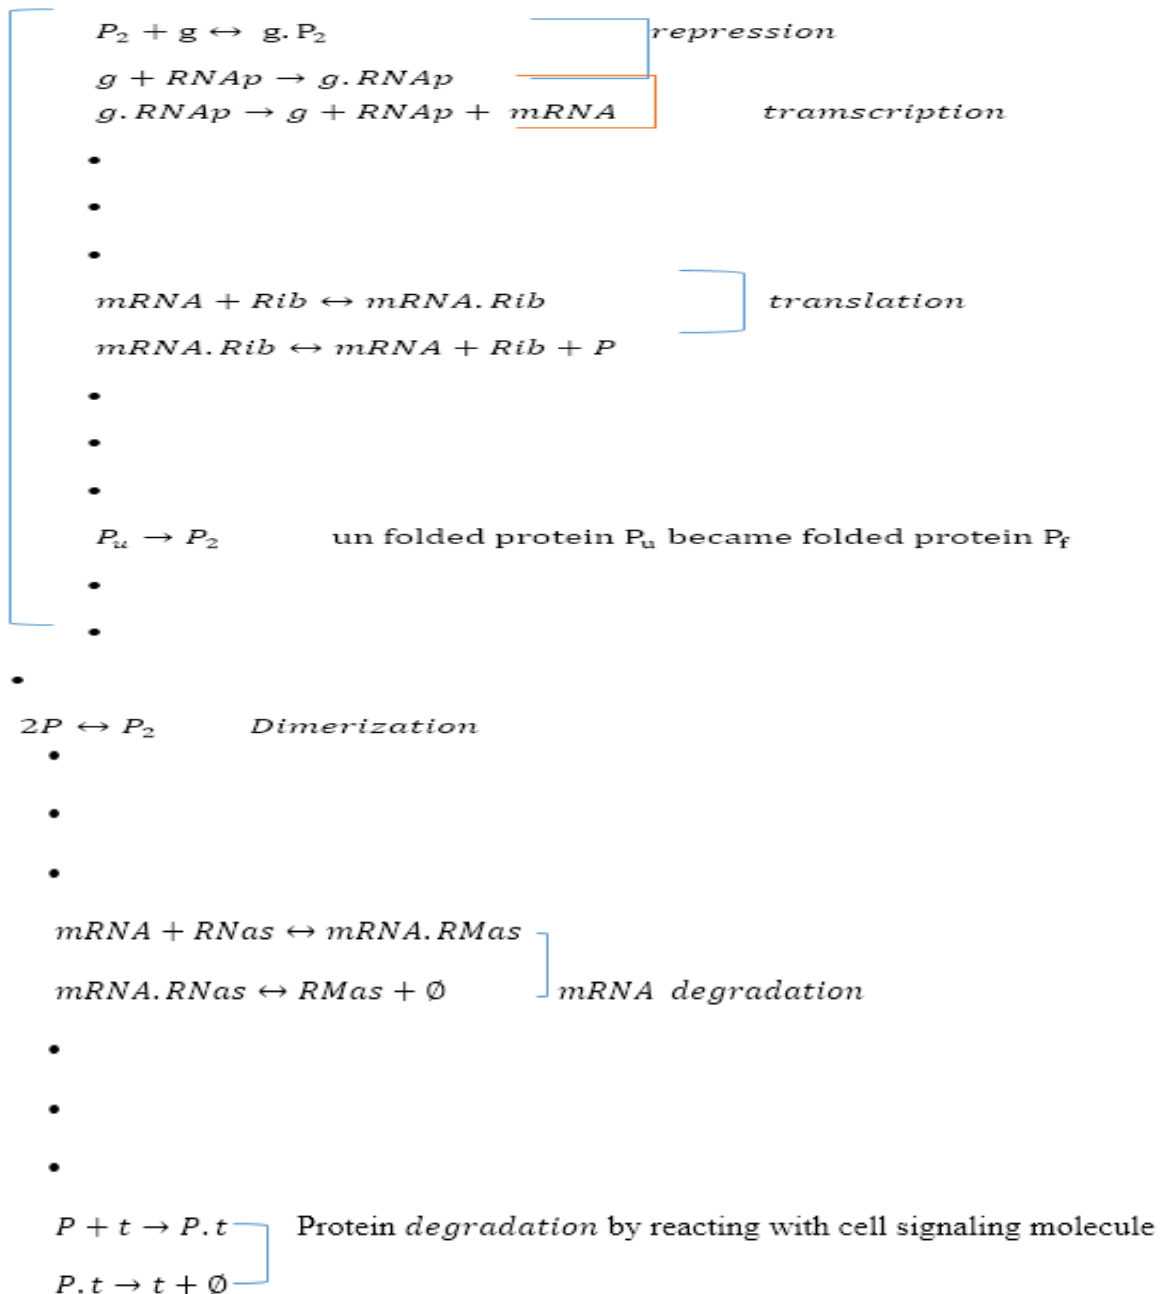 P₂ + g ↔ g.P₂ repression
g + RNAp → g.RNAp
g.RNAp → g + RNAp + mRNA tramscription
•
•
•
mRNA + Rib ↔ mRNA.Rib translation
mRNA.Rib ↔ mRNA + Rib + P
•
•
•
Pᵤ → P₂ un folded protein Pᵤ became folded protein P_f
•
•
•
2P ↔ P₂ Dimerization
•
•
•
mRNA + RNas ↔ mRNA.RMas
mRNA.RNas ↔ RMas + ∅ mRNA degradation
•
•
•
P + t → P.t Protein degradation by reacting with cell signaling molecule
P.t → t + ∅